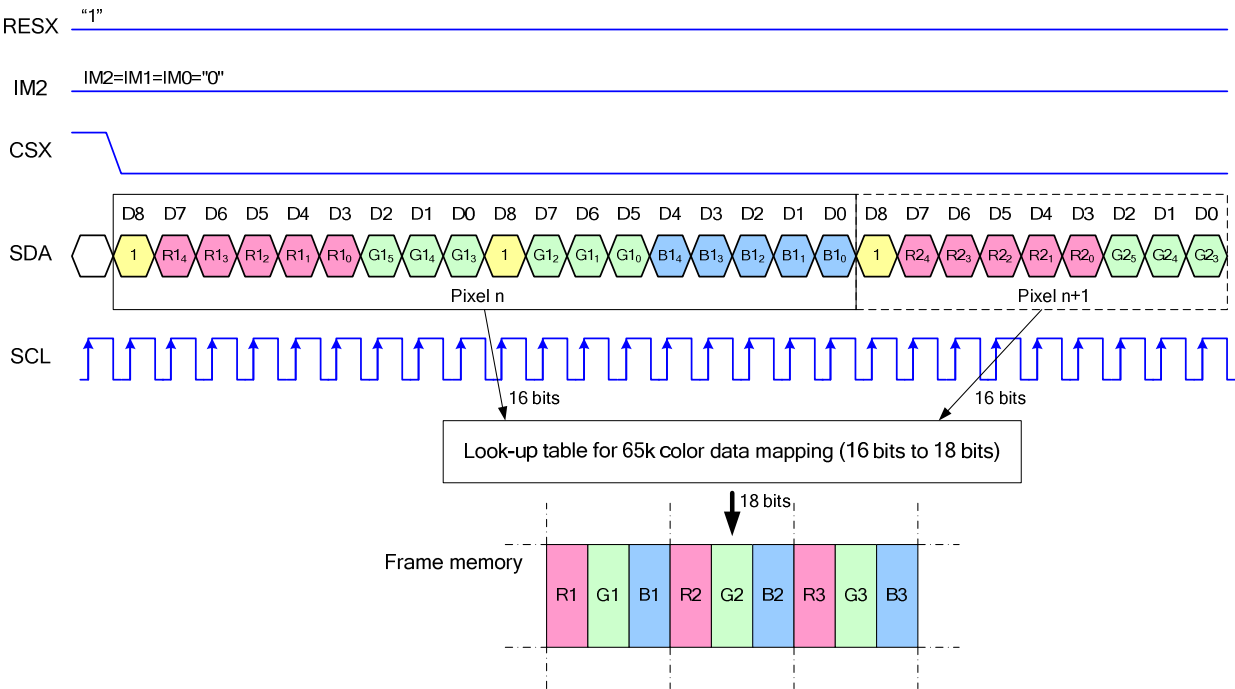 RESX "1"
IM2 IM2=IM1=IM0="0"
CSX
D8 D7 D6 D5 D4 D3 D2 D1 D0 D8 D7 D6 D5 D4 D3 D2 D1 D0 D8 D7 D6 D5 D4 D3 D2 D1 D0
SDA 1 R1₄ R1₃ R1₂ R1₁ R1₀ G1₅ G1₄ G1₃ 1 G1₂ G1₁ G1₀ B1₄ B1₃ B1₂ B1₁ B1₀ 1 R2₄ R2₃ R2₂ R2₁ R2₀ G2₅ G2₄ G2₃
Pixel n Pixel n+1
SCL
16 bits 16 bits
Look-up table for 65k color data mapping (16 bits to 18 bits)
18 bits
Frame memory
R1 G1 B1 R2 G2 B2 R3 G3 B3